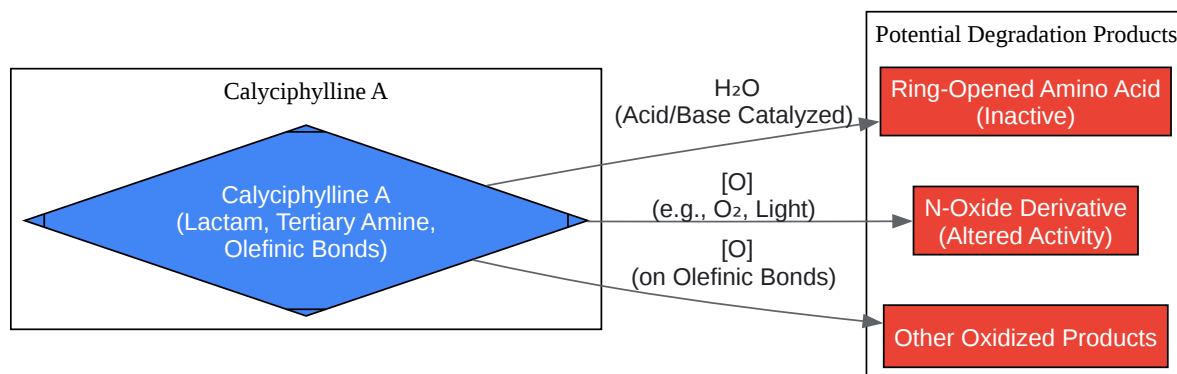 Potential Degradation Products
Calyciphylline A
H₂O
(Acid/Base Catalyzed)
Ring-Opened Amino Acid
(Inactive)
Calyciphylline A
(Lactam, Tertiary Amine,
Olefinic Bonds)
[O]
(e.g., O₂, Light)
N-Oxide Derivative
(Altered Activity)
[O]
(on Olefinic Bonds)
Other Oxidized Products